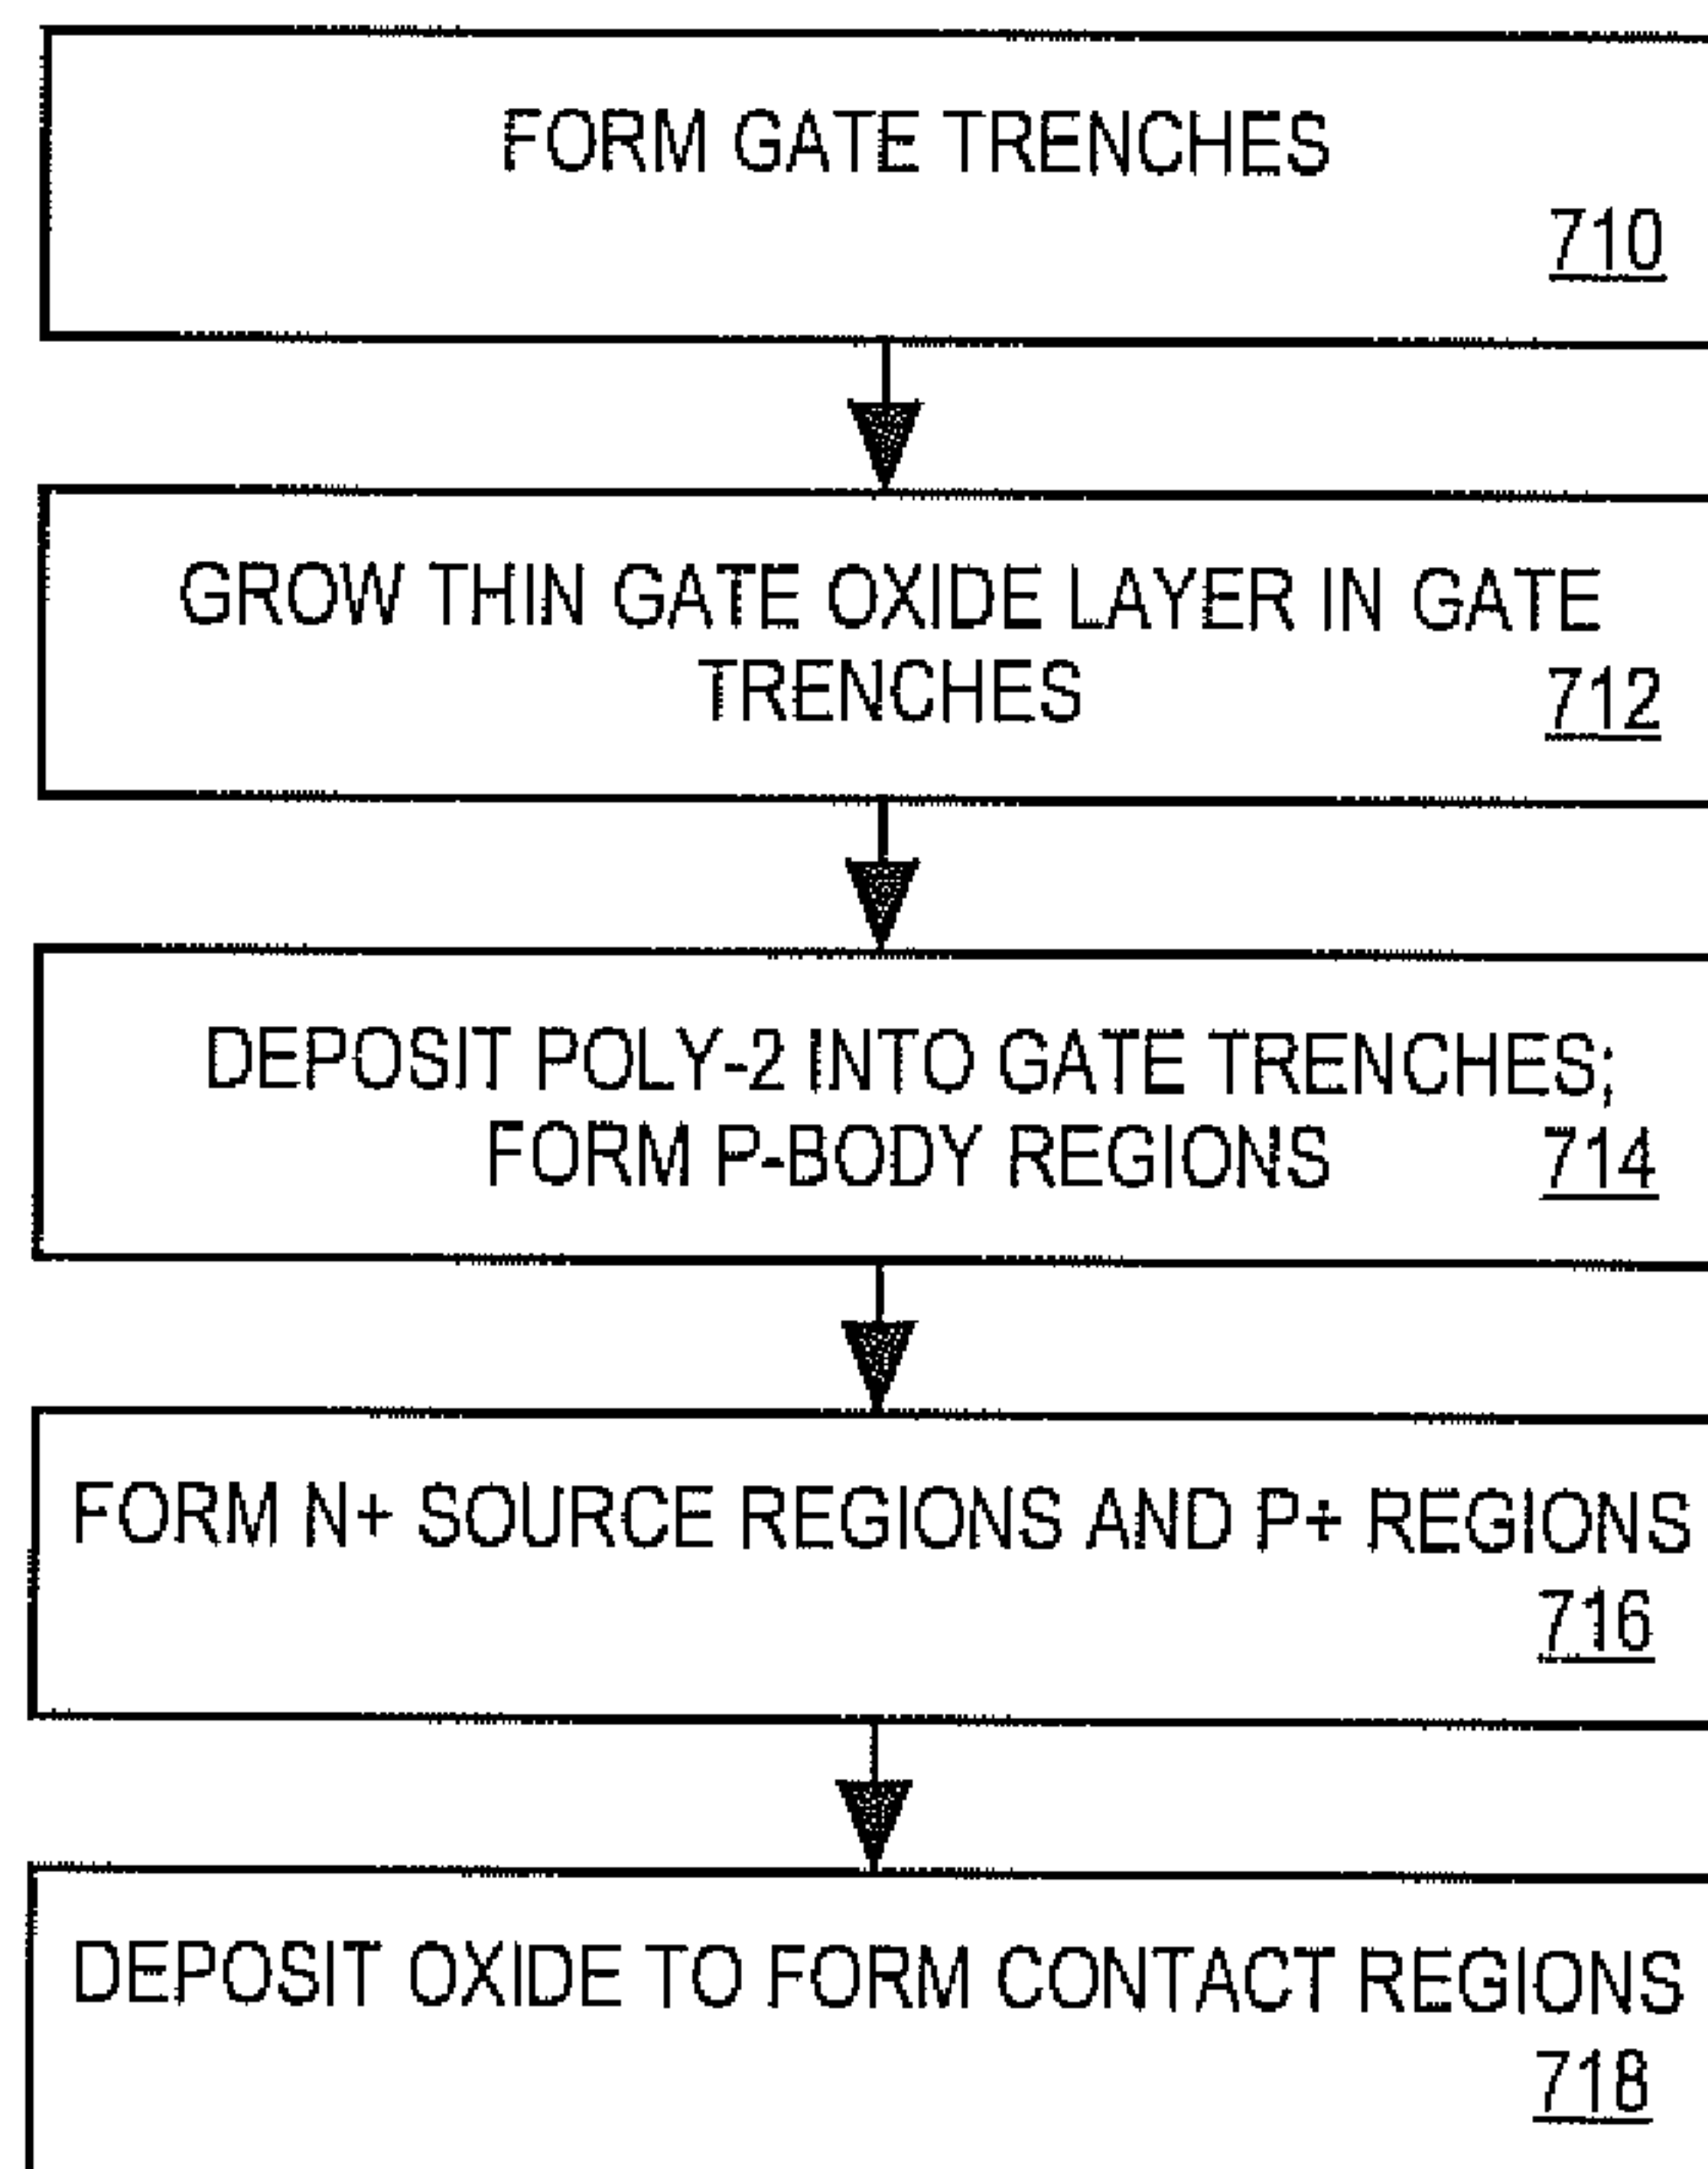 FORM GATE TRENCHES
710
GROW THIN GATE OXIDE LAYER IN GATE
TRENCHES
712
DEPOSIT POLY-2 INTO GATE TRENCHES;
FORM P-BODY REGIONS
714
FORM N+ SOURCE REGIONS AND P+ REGIONS
716
DEPOSIT OXIDE TO FORM CONTACT REGIONS
718